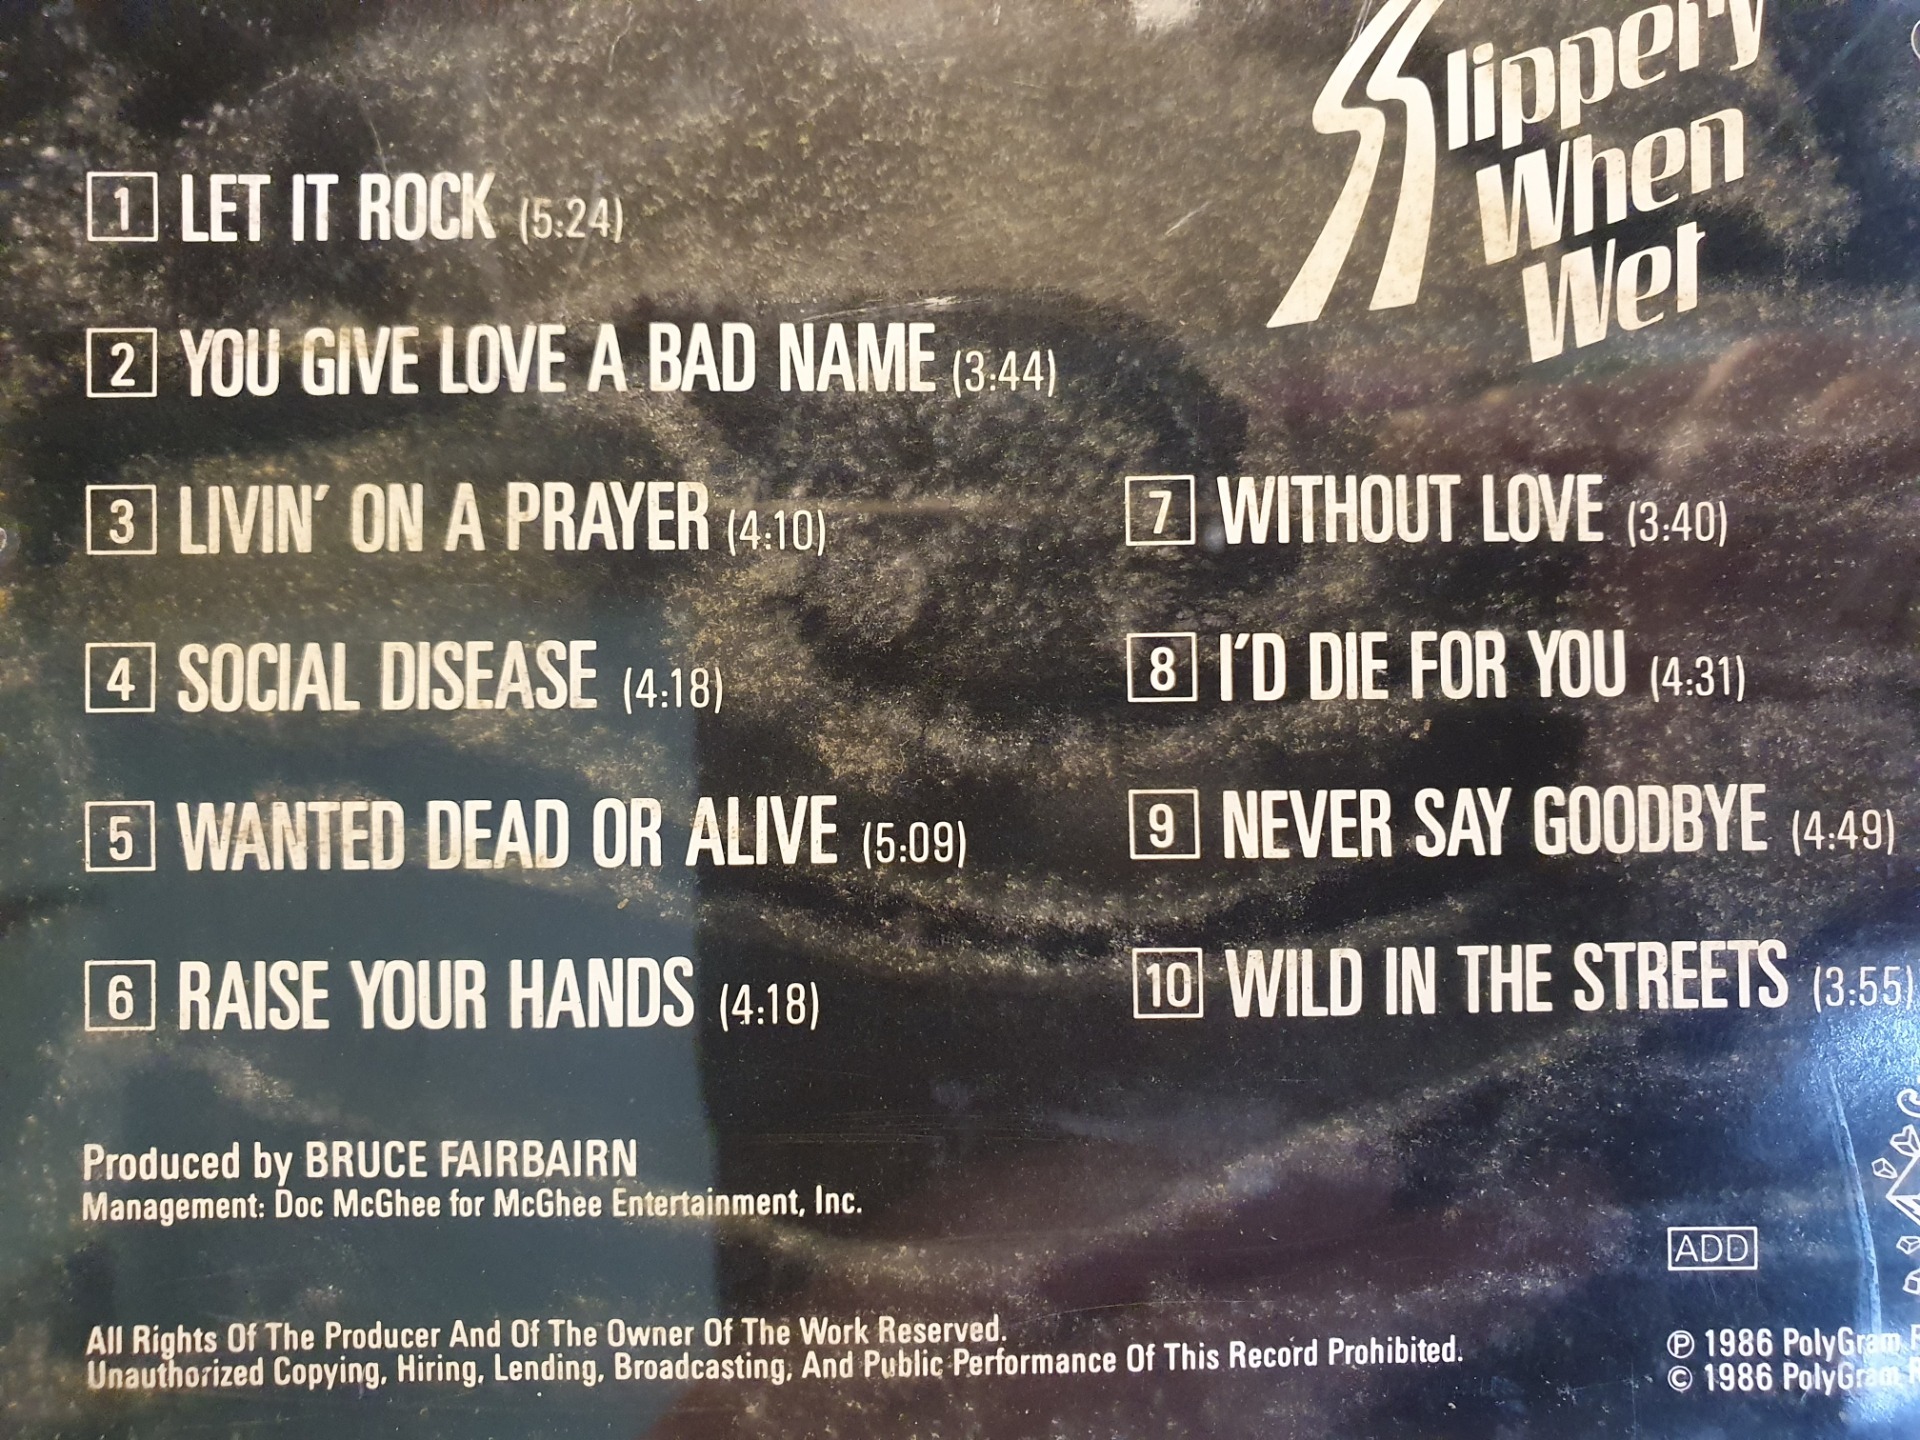 Slippery
When
Wet
1 LET IT ROCK (5:24)
2 YOU GIVE LOVE A BAD NAME (3:44)
3 LIVIN' ON A PRAYER (4:10)
4 SOCIAL DISEASE (4:18)
5 WANTED DEAD OR ALIVE (5:09)
6 RAISE YOUR HANDS (4:18)
7 WITHOUT LOVE (3:40)
8 I'D DIE FOR YOU (4:31)
9 NEVER SAY GOODBYE (4:49)
10 WILD IN THE STREETS (3:55)
Produced by BRUCE FAIRBAIRN
Management: Doc McGhee for McGhee Entertainment, Inc.
ADD
All Rights Of The Producer And Of The Owner Of The Work Reserved.
Unauthorized Copying, Hiring, Lending, Broadcasting, And Public Performance Of This Record Prohibited.
℗ 1986 PolyGram
© 1986 PolyGram